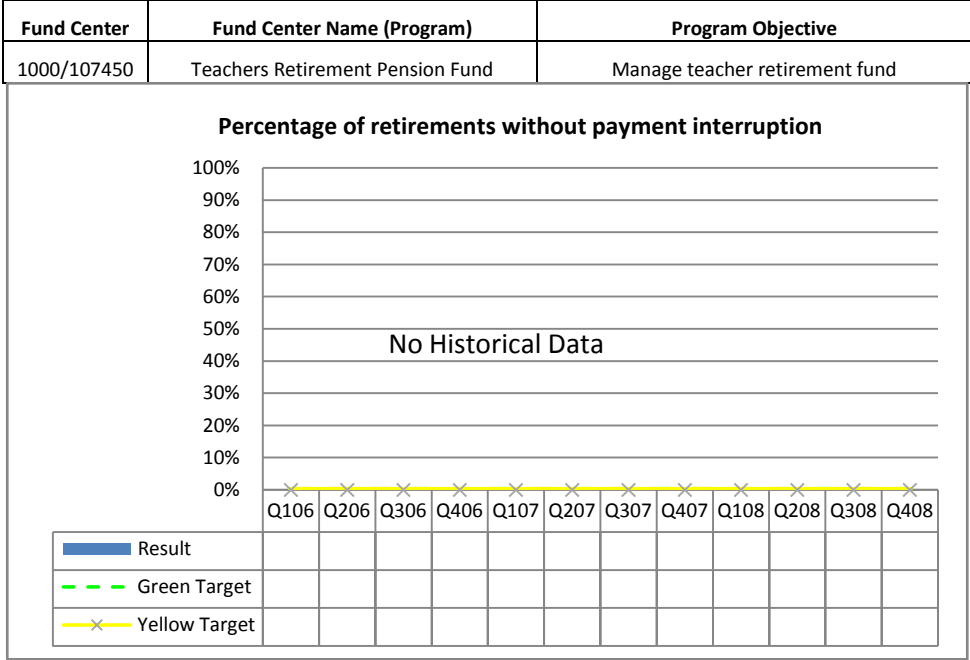 Fund Center Fund Center Name (Program) Program Objective
1000/107450 Teachers Retirement Pension Fund Manage teacher retirement fund
Percentage of retirements without payment interruption
100%
90%
80%
70%
60%
50%
No Historical Data
40%
30%
20%
10%
0%
Q106 Q206 Q306 Q406 Q107 Q207 Q307 Q407 Q108 Q208 Q308 Q408
Result
Green Target
Yellow Target